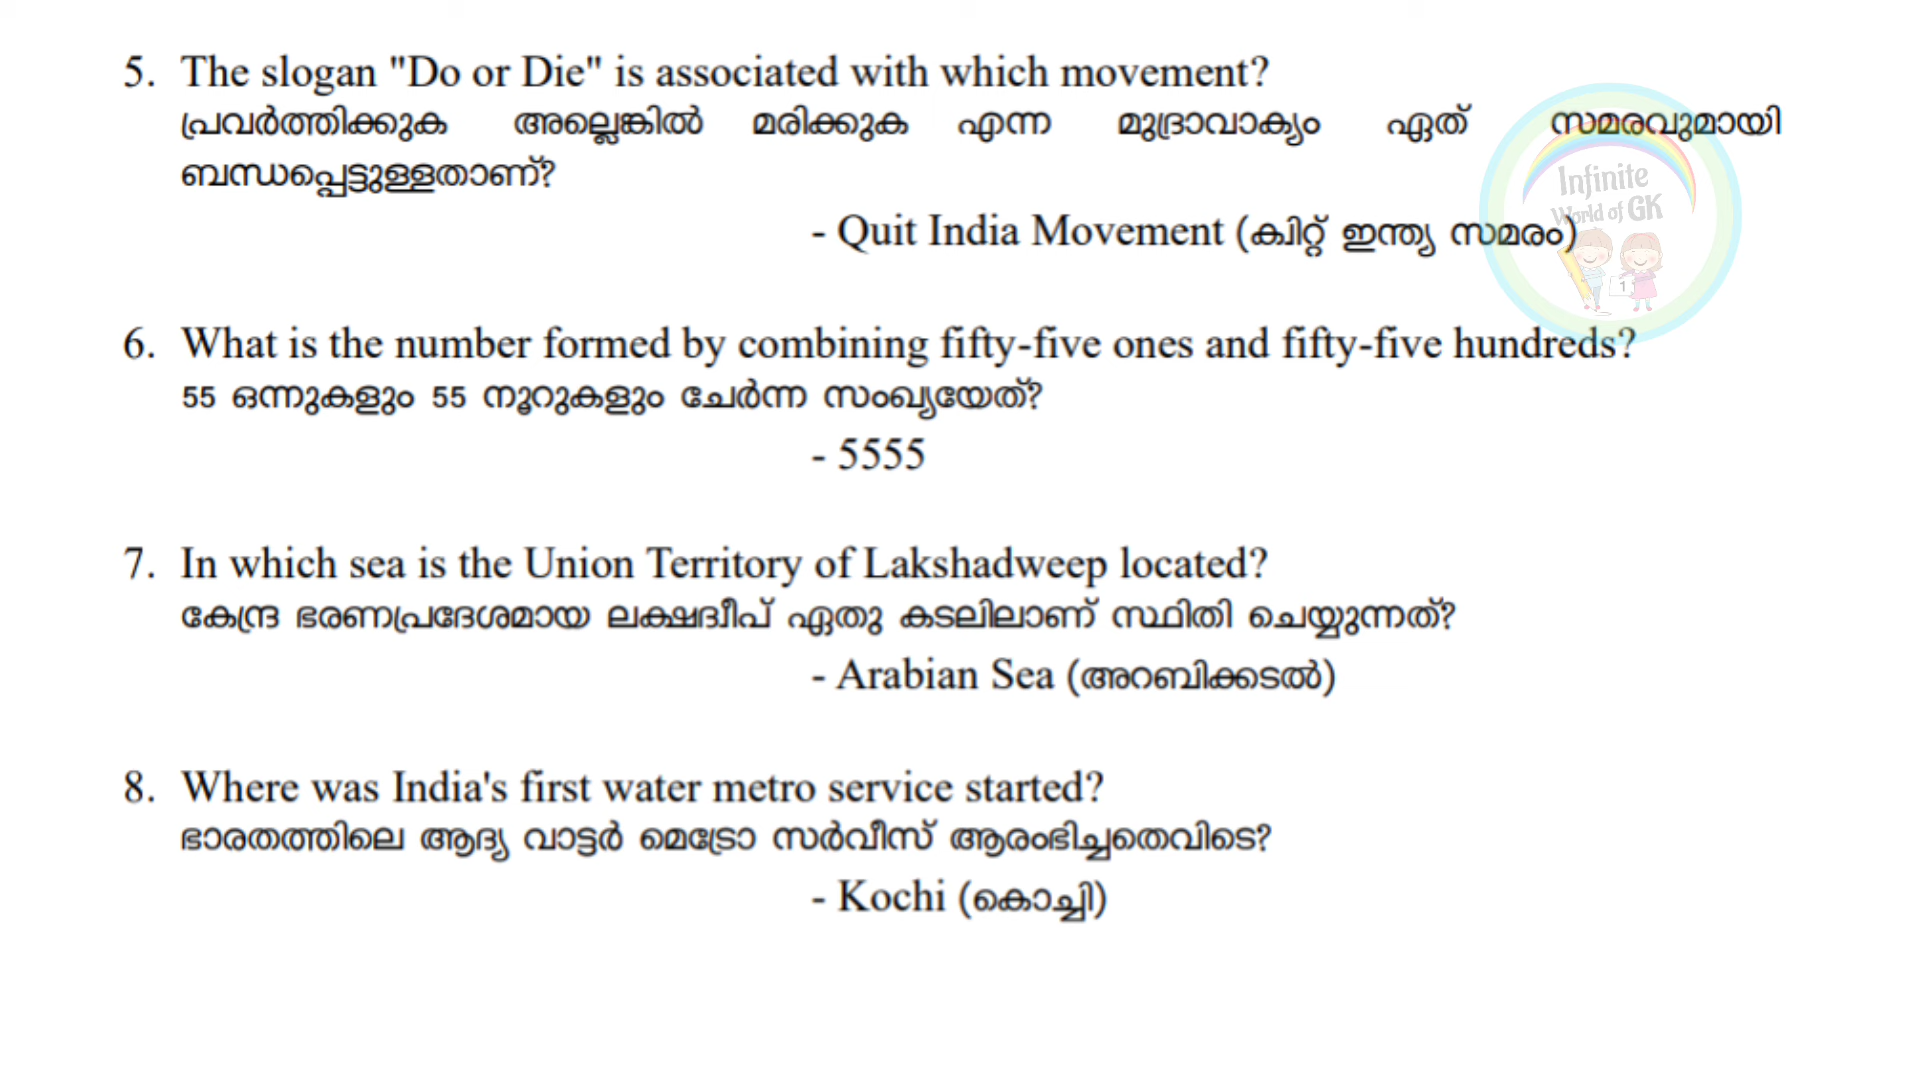 5. The slogan "Do or Die" is associated with which movement?
പ്രവർത്തിക്കുക അല്ലെങ്കിൽ മരിക്കുക എന്ന മുദ്രാവാക്യം ഏത് സമരവുമായി
ബന്ധപ്പെട്ടുള്ളതാണ്?
Infinite
World of GK
- Quit India Movement (ക്വിറ്റ് ഇന്ത്യ സമരം)
1
6. What is the number formed by combining fifty-five ones and fifty-five hundreds?
55 ഒന്നുകളും 55 നൂറുകളും ചേർന്ന സംഖ്യയേത്?
- 5555
7. In which sea is the Union Territory of Lakshadweep located?
കേന്ദ്ര ഭരണപ്രദേശമായ ലക്ഷദ്വീപ് ഏതു കടലിലാണ് സ്ഥിതി ചെയ്യുന്നത്?
- Arabian Sea (അറബിക്കടൽ)
8. Where was India's first water metro service started?
ഭാരതത്തിലെ ആദ്യ വാട്ടർ മെട്രോ സർവീസ് ആരംഭിച്ചതെവിടെ?
- Kochi (കൊച്ചി)